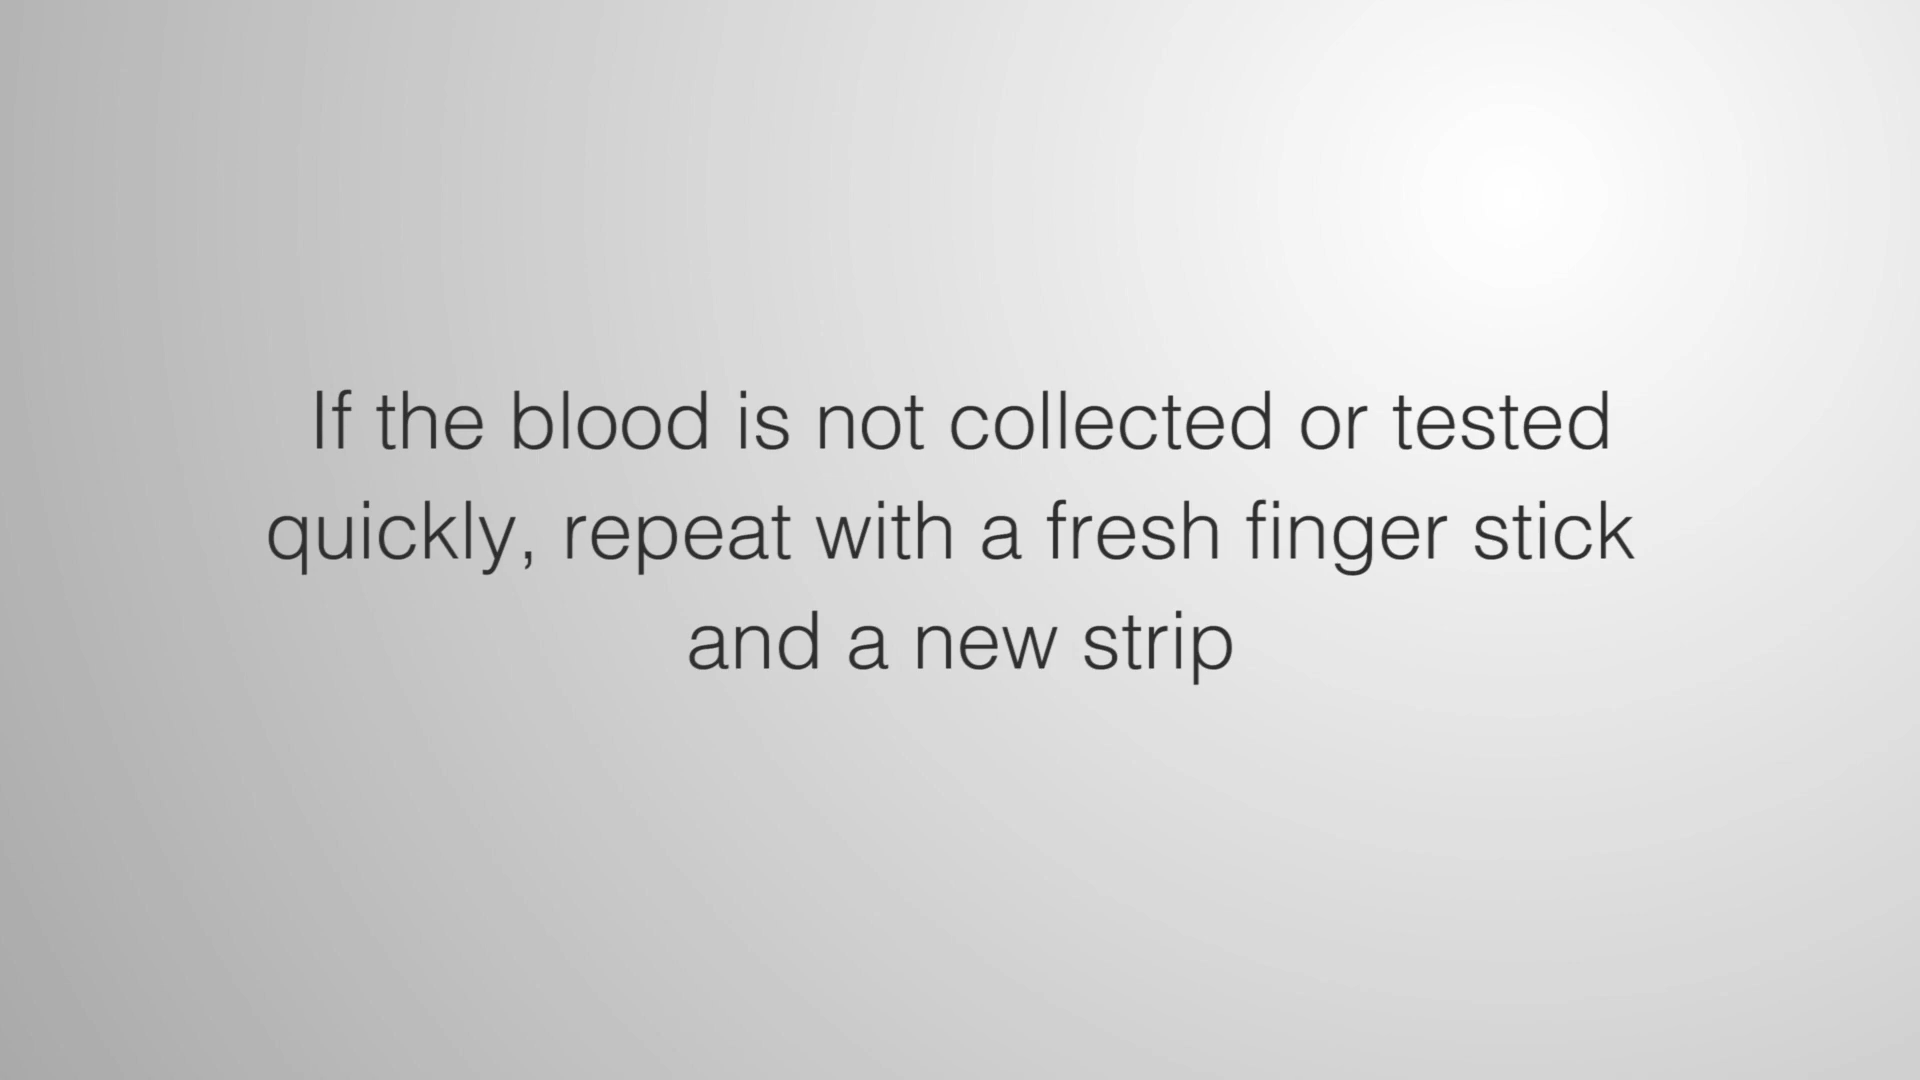 If the blood is not collected or tested
quickly, repeat with a fresh finger stick
and a new strip